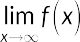 lim f(x)
x→∞